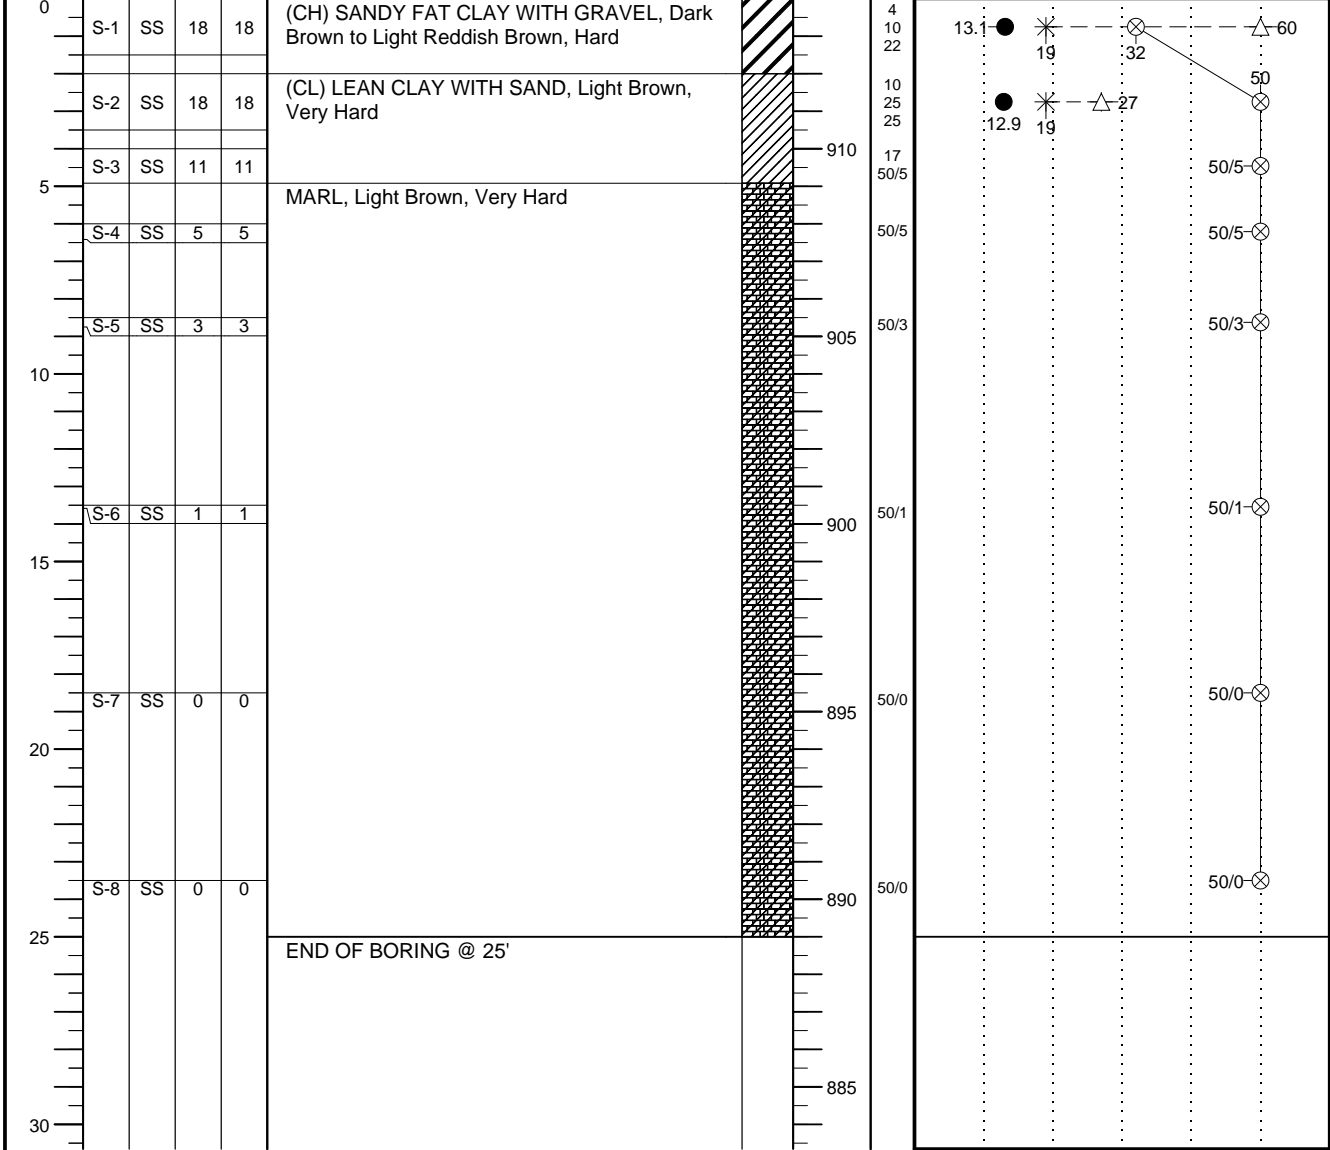 0
S-1 SS 18 18 (CH) SANDY FAT CLAY WITH GRAVEL, Dark
Brown to Light Reddish Brown, Hard
4
10
22
13.1 19 32 60
S-2 SS 18 18 (CL) LEAN CLAY WITH SAND, Light Brown,
Very Hard
10
25
25
50
27
12.9 19
910
S-3 SS 11 11
17
50/5 50/5
5
MARL, Light Brown, Very Hard
S-4 SS 5 5 50/5 50/5
S-5 SS 3 3 50/3 50/3
905
10
S-6 SS 1 1 50/1 50/1
900
15
S-7 SS 0 0 50/0 50/0
895
20
S-8 SS 0 0 50/0 50/0
890
25
END OF BORING @ 25'
885
30